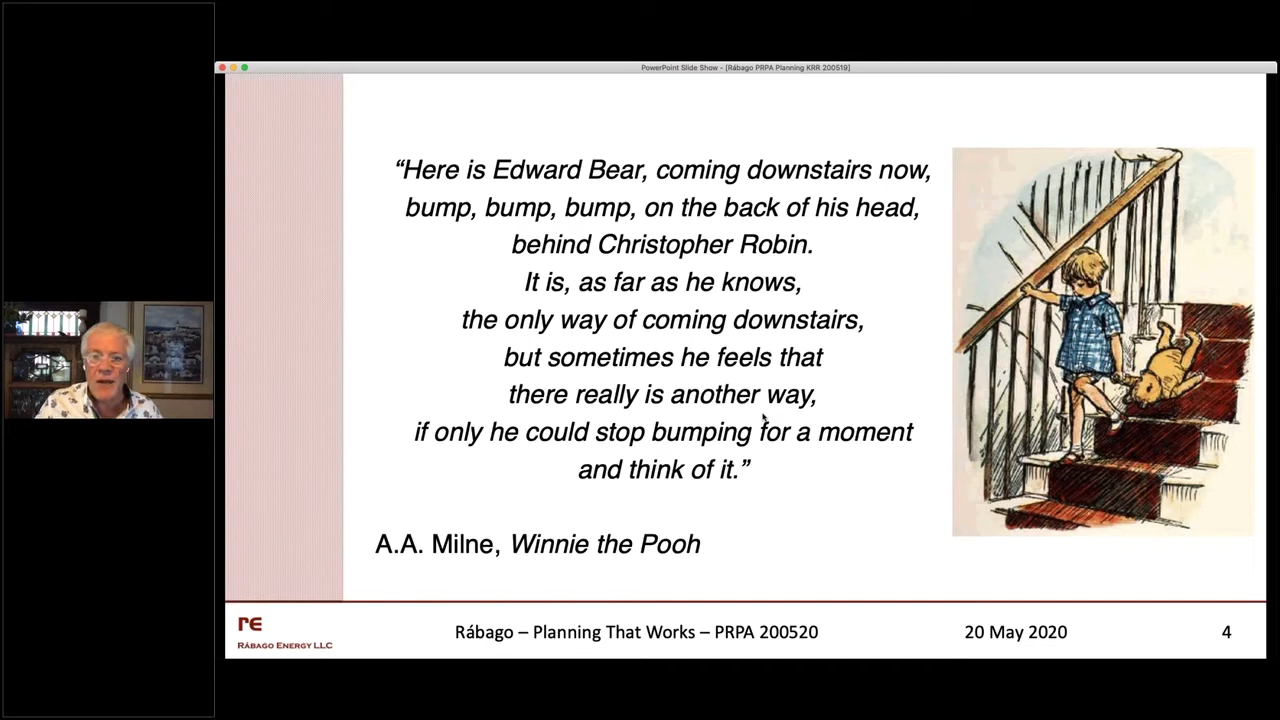 PowerPoint Slide Show - [Rábago PRPA Planning KRR 200519]
“Here is Edward Bear, coming downstairs now,
bump, bump, bump, on the back of his head,
behind Christopher Robin.
It is, as far as he knows,
the only way of coming downstairs,
but sometimes he feels that
there really is another way,
if only he could stop bumping for a moment
and think of it.”
A.A. Milne, Winnie the Pooh
re
RÁBAGO ENERGY LLC
Rábago – Planning That Works – PRPA 200520
20 May 2020
4